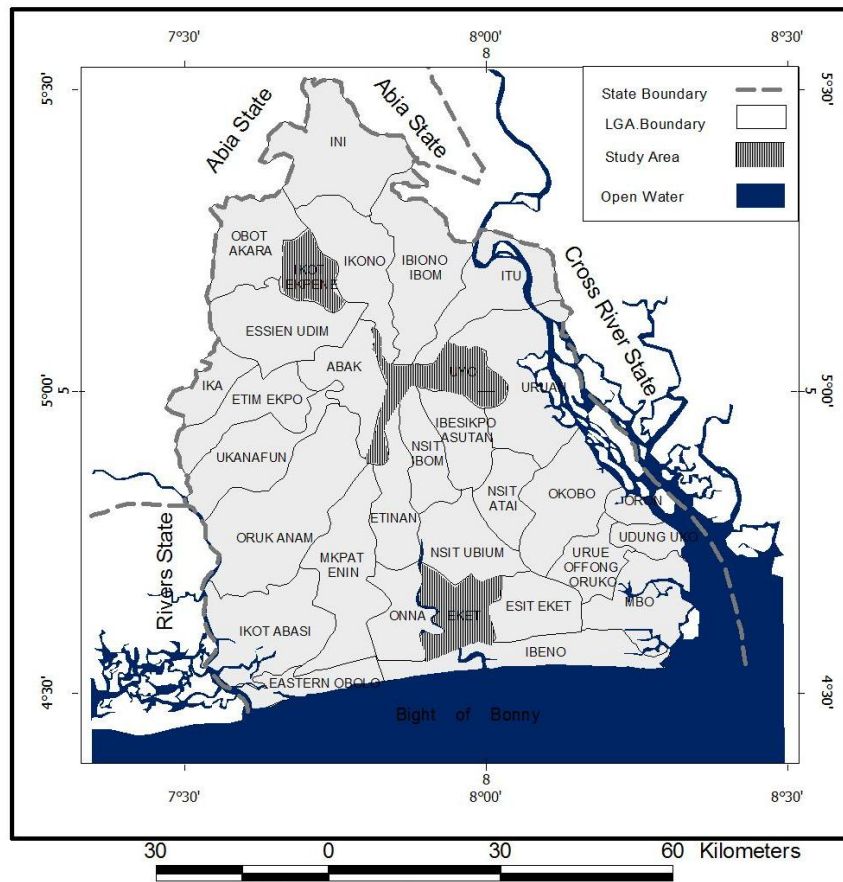 7°30'
8°00'
8
8°30'
5°30'
5°30'
State Boundary
LGA.Boundary
Study Area
Open Water
Abia State
Abia State
INI
OBOT
AKARA
IKOT
EKPENE
IKONO
IBIONO
IBOM
ITU
Cross River State
ESSIEN UDIM
ABAK
UYO
IKA
ETIM EKPO
URUAN
5°00'
5
5
5°00'
IBESIKPO
ASUTAN
UKANAFUN
NSIT
IBOM
NSIT
ATAI
OKOBO
ORON
ORUK ANAM
ETINAN
UDUNG UKO
MKPAT
ENIN
NSIT UBIUM
URUE
OFFONG
ORUKO
Rivers State
ONNA
EKET
ESIT EKET
MBO
IKOT ABASI
IBENO
EASTERN OBOLO
4°30'
4°30'
Bight of Bonny
7°30'
8
8°00'
8°30'
30 0 30 60 Kilometers